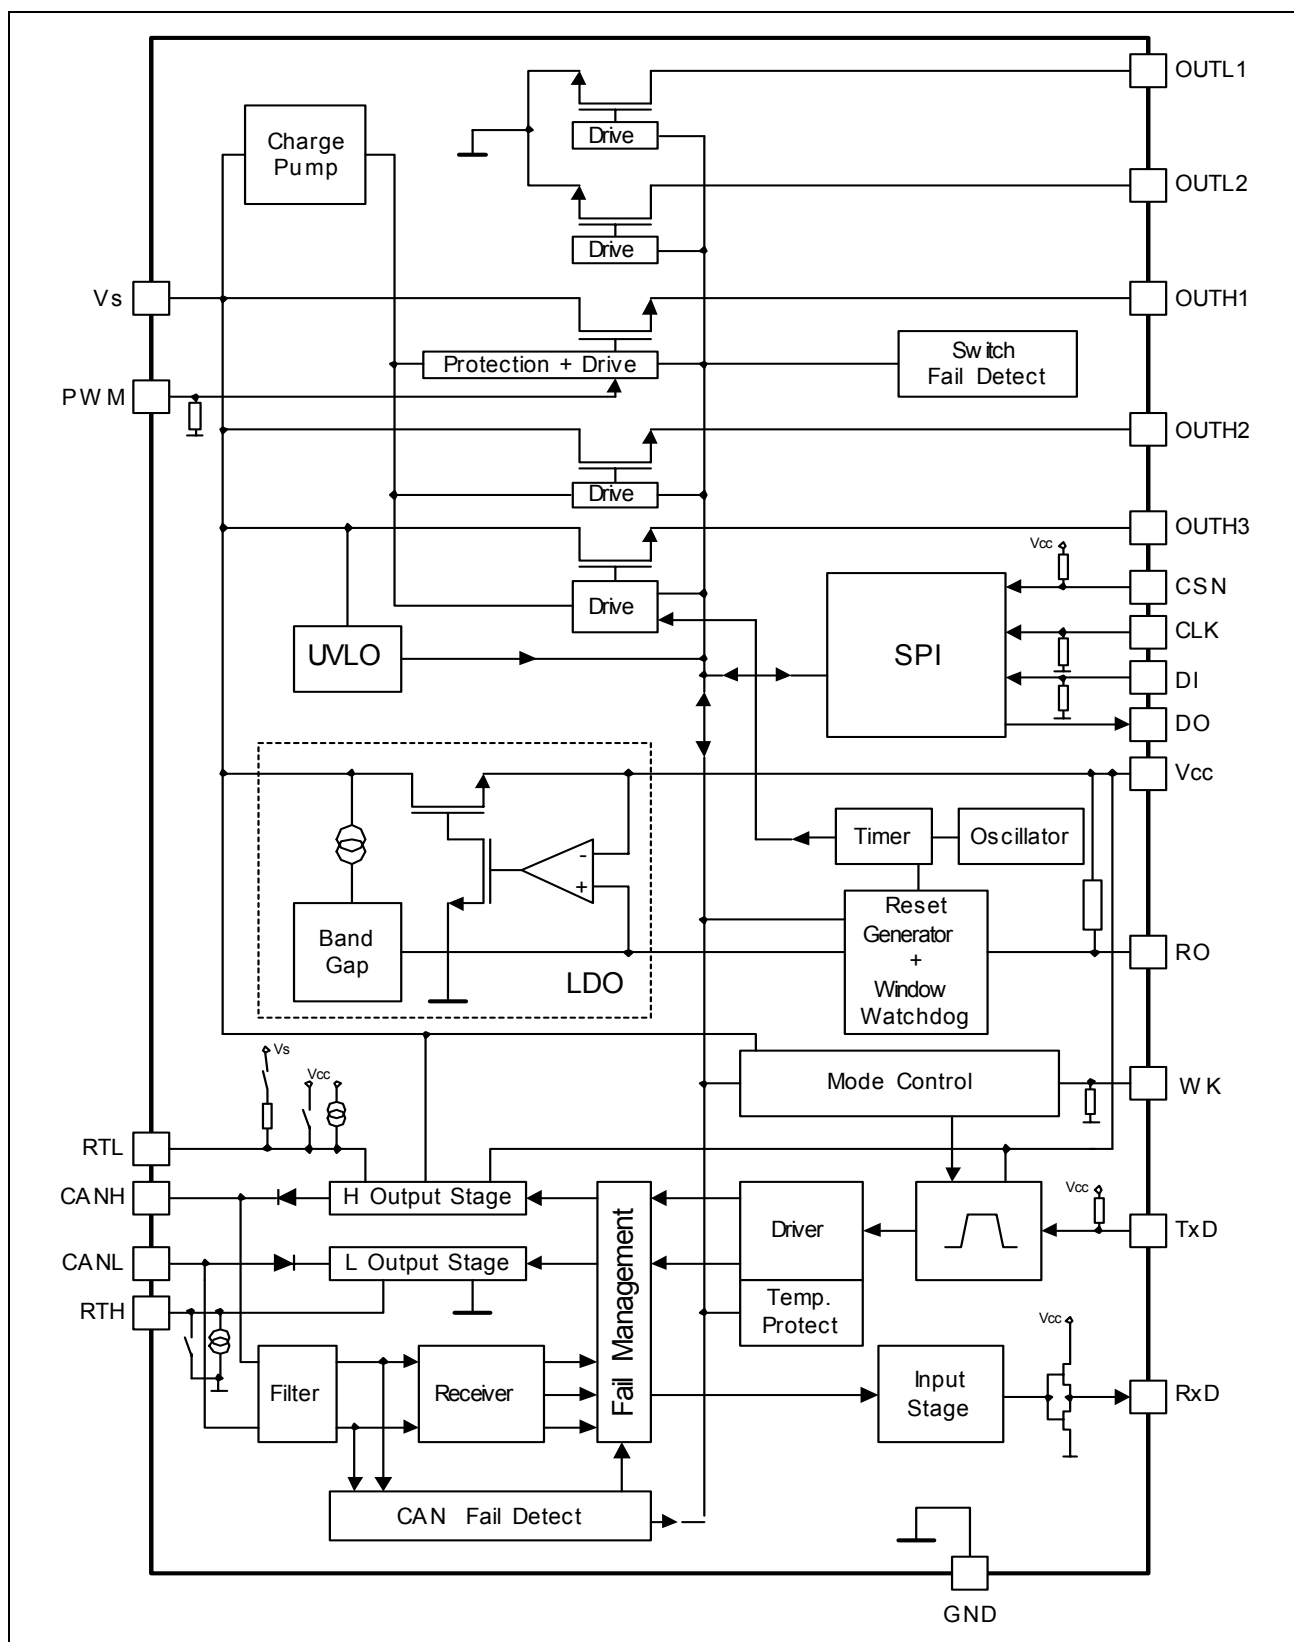 OUTL1
Charge
Pump
Drive
OUTL2
Drive
Vs
OUTH1
Protection + Drive
Switch
Fail Detect
PWM
OUTH2
Drive
OUTH3
Vcc
CSN
Drive
UVLO
SPI
CLK
DI
DO
Vcc
Timer
Oscillator
-
+
Band
Gap
LDO
Reset
Generator
+
Window
Watchdog
RO
Vs
Vcc
Mode Control
WK
RTL
CANH
H Output Stage
Fail Management
Driver
Vcc
TxD
CANL
L Output Stage
RTH
Temp.
Protect
Vcc
Filter
Receiver
Input
Stage
RxD
CAN Fail Detect
GND